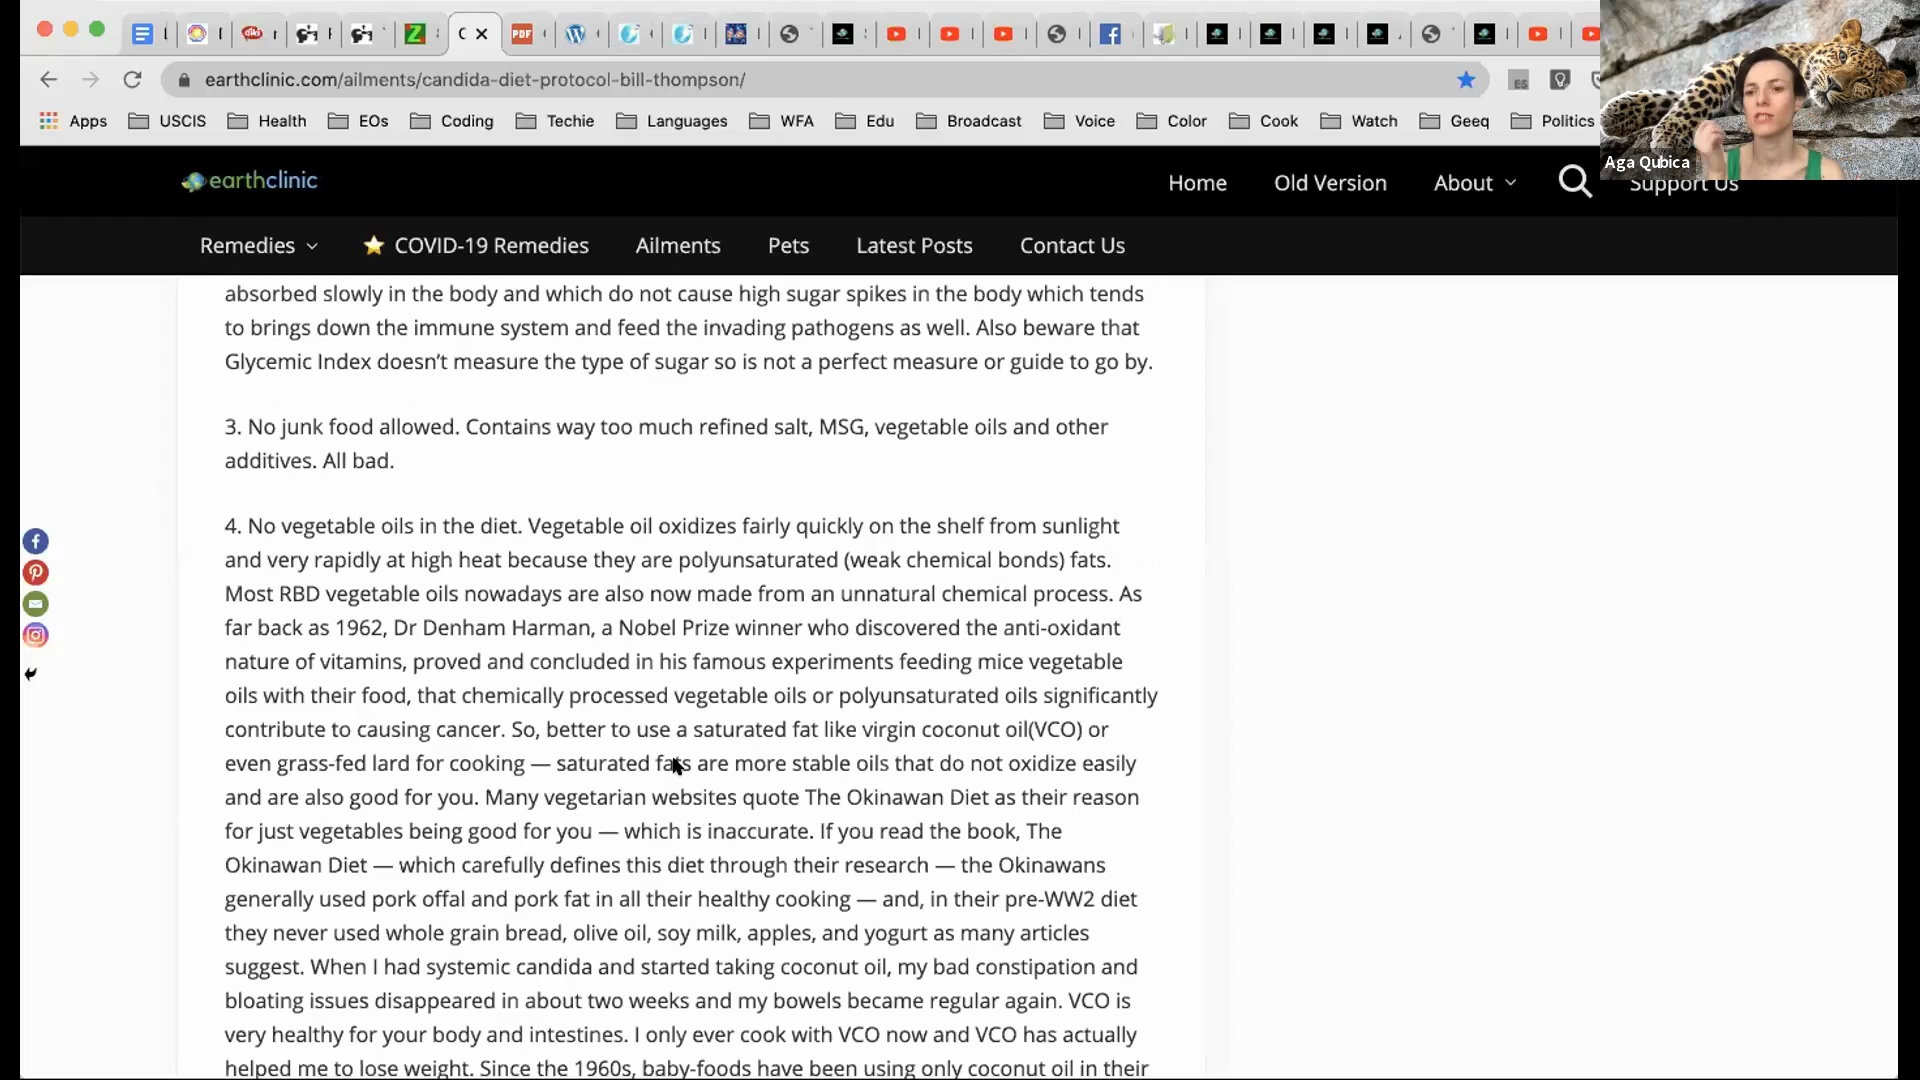 earthclinic.com/ailments/candida-diet-protocol-bill-thompson/
Apps USCIS Health EOs Coding Techie Languages WFA Edu Broadcast Voice Color Cook Watch Geeq Politics
Aga Qubica
earthclinic
Home Old Version About Support Us
Remedies COVID-19 Remedies Ailments Pets Latest Posts Contact Us
absorbed slowly in the body and which do not cause high sugar spikes in the body which tends
to brings down the immune system and feed the invading pathogens as well. Also beware that
Glycemic Index doesn’t measure the type of sugar so is not a perfect measure or guide to go by.
3. No junk food allowed. Contains way too much refined salt, MSG, vegetable oils and other
additives. All bad.
4. No vegetable oils in the diet. Vegetable oil oxidizes fairly quickly on the shelf from sunlight
and very rapidly at high heat because they are polyunsaturated (weak chemical bonds) fats.
Most RBD vegetable oils nowadays are also now made from an unnatural chemical process. As
far back as 1962, Dr Denham Harman, a Nobel Prize winner who discovered the anti-oxidant
nature of vitamins, proved and concluded in his famous experiments feeding mice vegetable
oils with their food, that chemically processed vegetable oils or polyunsaturated oils significantly
contribute to causing cancer. So, better to use a saturated fat like virgin coconut oil(VCO) or
even grass-fed lard for cooking — saturated fats are more stable oils that do not oxidize easily
and are also good for you. Many vegetarian websites quote The Okinawan Diet as their reason
for just vegetables being good for you — which is inaccurate. If you read the book, The
Okinawan Diet — which carefully defines this diet through their research — the Okinawans
generally used pork offal and pork fat in all their healthy cooking — and, in their pre-WW2 diet
they never used whole grain bread, olive oil, soy milk, apples, and yogurt as many articles
suggest. When I had systemic candida and started taking coconut oil, my bad constipation and
bloating issues disappeared in about two weeks and my bowels became regular again. VCO is
very healthy for your body and intestines. I only ever cook with VCO now and VCO has actually
helped me to lose weight. Since the 1960s, baby-foods have been using only coconut oil in their